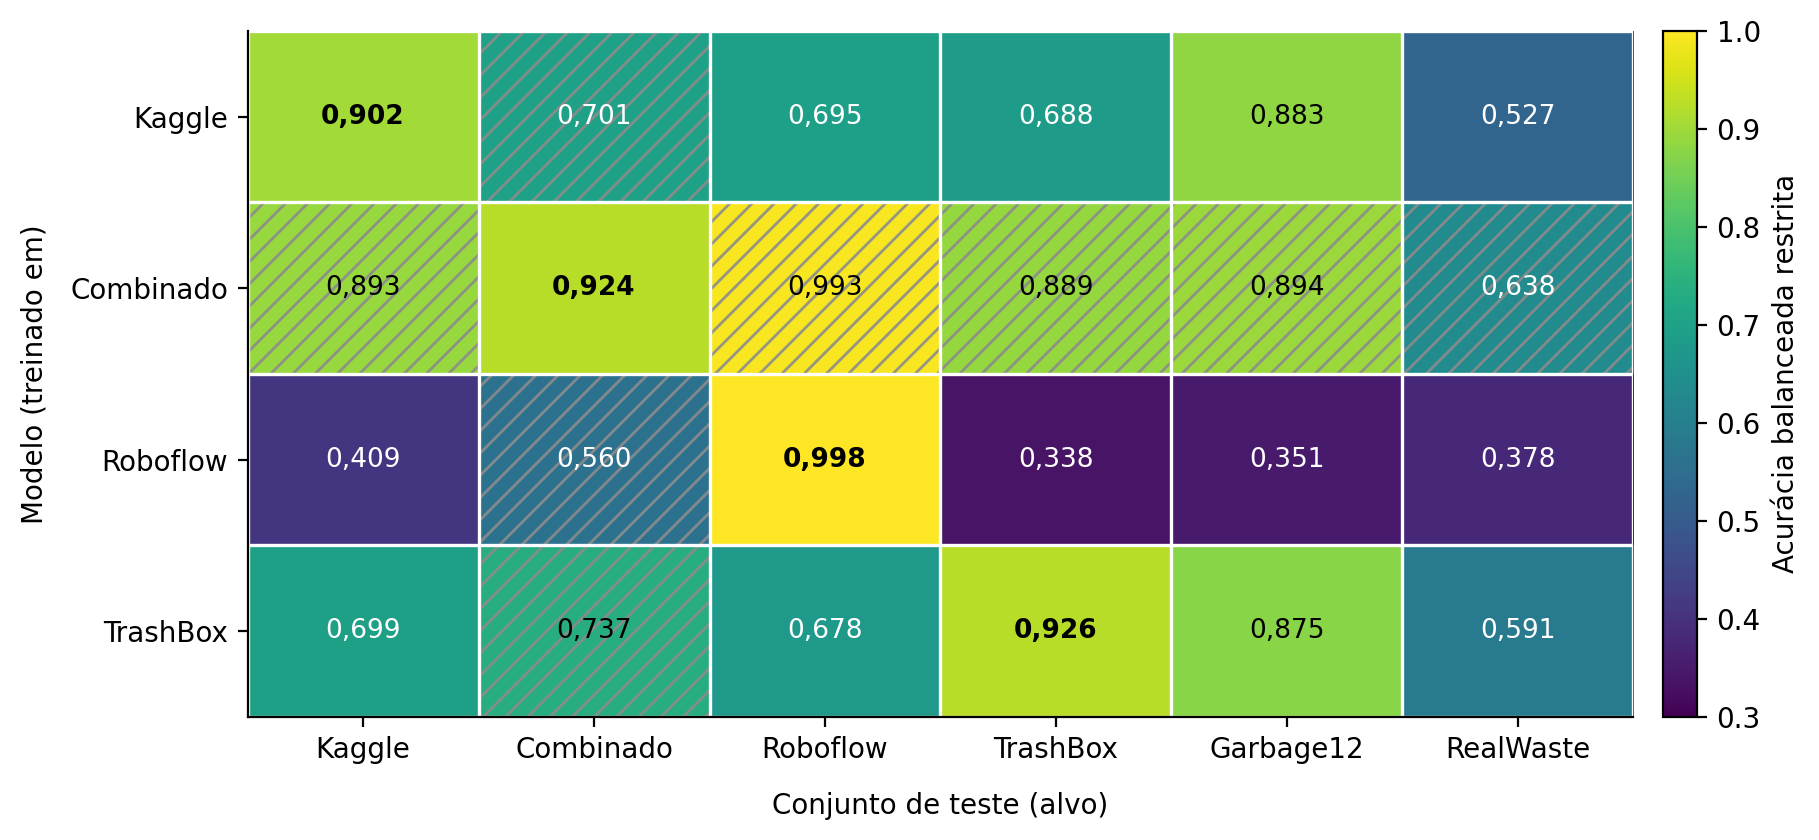 Kaggle 0,902 0,701 0,695 0,688 0,883 0,527
Combinado 0,893 0,924 0,993 0,889 0,894 0,638
Roboflow 0,409 0,560 0,998 0,338 0,351 0,378
TrashBox 0,699 0,737 0,678 0,926 0,875 0,591
Kaggle Combinado Roboflow TrashBox Garbage12 RealWaste
Conjunto de teste (alvo)
Modelo (treinado em)
1.0
0.9
0.8
0.7
0.6
0.5
0.4
0.3
Acurácia balanceada restrita